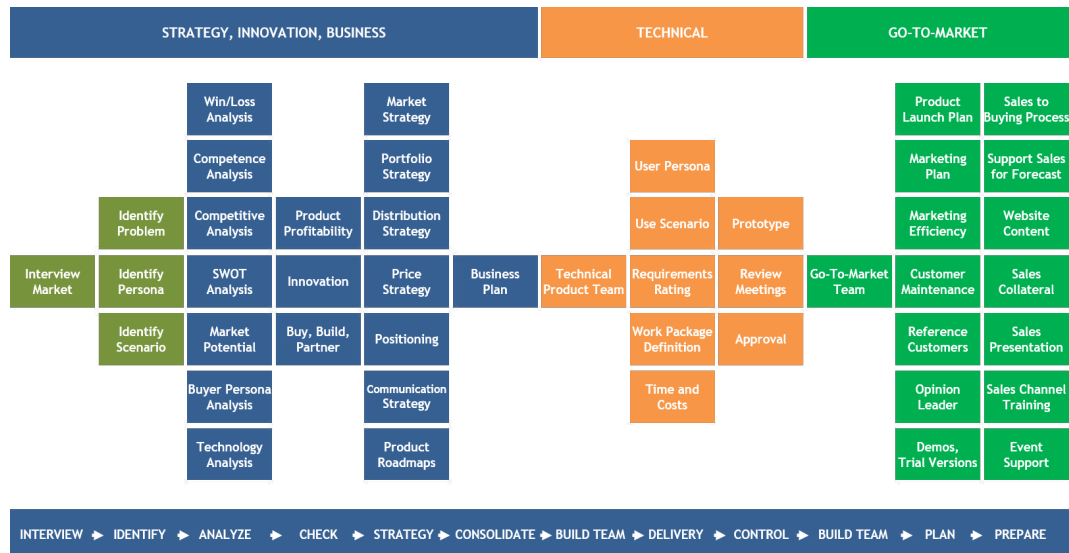 STRATEGY, INNOVATION, BUSINESS
TECHNICAL
GO-TO-MARKET
Win/Loss
Analysis
Market
Strategy
Product
Launch Plan
Sales to
Buying Process
Competence
Analysis
Portfolio
Strategy
User Persona
Marketing
Plan
Support Sales
for Forecast
Identify
Problem
Competitive
Analysis
Product
Profitability
Distribution
Strategy
Use Scenario
Prototype
Marketing
Efficiency
Website
Content
Interview
Market
Identify
Persona
SWOT
Analysis
Innovation
Price
Strategy
Business
Plan
Technical
Product Team
Requirements
Rating
Review
Meetings
Go-To-Market
Team
Customer
Maintenance
Sales
Collateral
Identify
Scenario
Market
Potential
Buy, Build,
Partner
Positioning
Work Package
Definition
Approval
Reference
Customers
Sales
Presentation
Buyer Persona
Analysis
Communication
Strategy
Time and
Costs
Opinion
Leader
Sales Channel
Training
Technology
Analysis
Product
Roadmaps
Demos,
Trial Versions
Event
Support
INTERVIEW IDENTIFY ANALYZE CHECK STRATEGY CONSOLIDATE BUILD TEAM DELIVERY CONTROL BUILD TEAM PLAN PREPARE